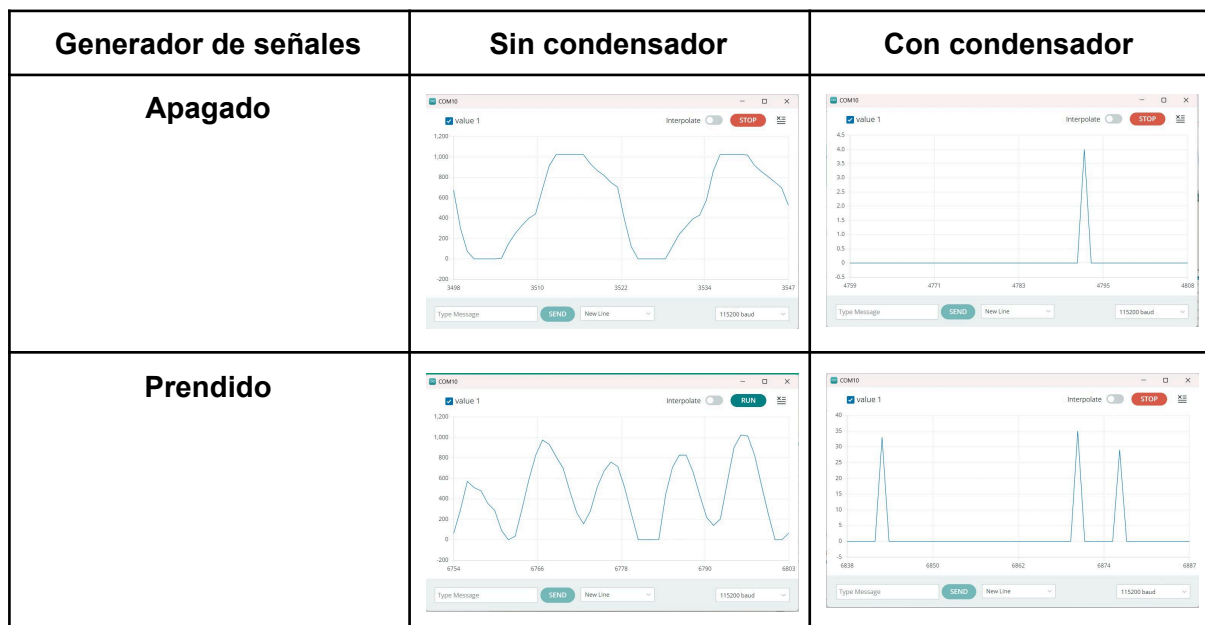 Generador de señales
Sin condensador
Con condensador
Apagado
COM10
value 1
Interpolate
STOP
1,200
1,000
800
600
400
200
0
-200
3498 3510 3522 3534 3547
Type Message SEND New Line 115200 baud
COM10
value 1
Interpolate
STOP
4.5
4.0
3.5
3.0
2.5
2.0
1.5
1.0
0.5
0
-0.5
4759 4771 4783 4795 4808
Type Message SEND New Line 115200 baud
Prendido
COM10
value 1
Interpolate
RUN
1,200
1,000
800
600
400
200
0
-200
6754 6766 6778 6790 6803
Type Message SEND New Line 115200 baud
COM10
value 1
Interpolate
STOP
40
35
30
25
20
15
10
5
0
-5
6838 6850 6862 6874 6887
Type Message SEND New Line 115200 baud